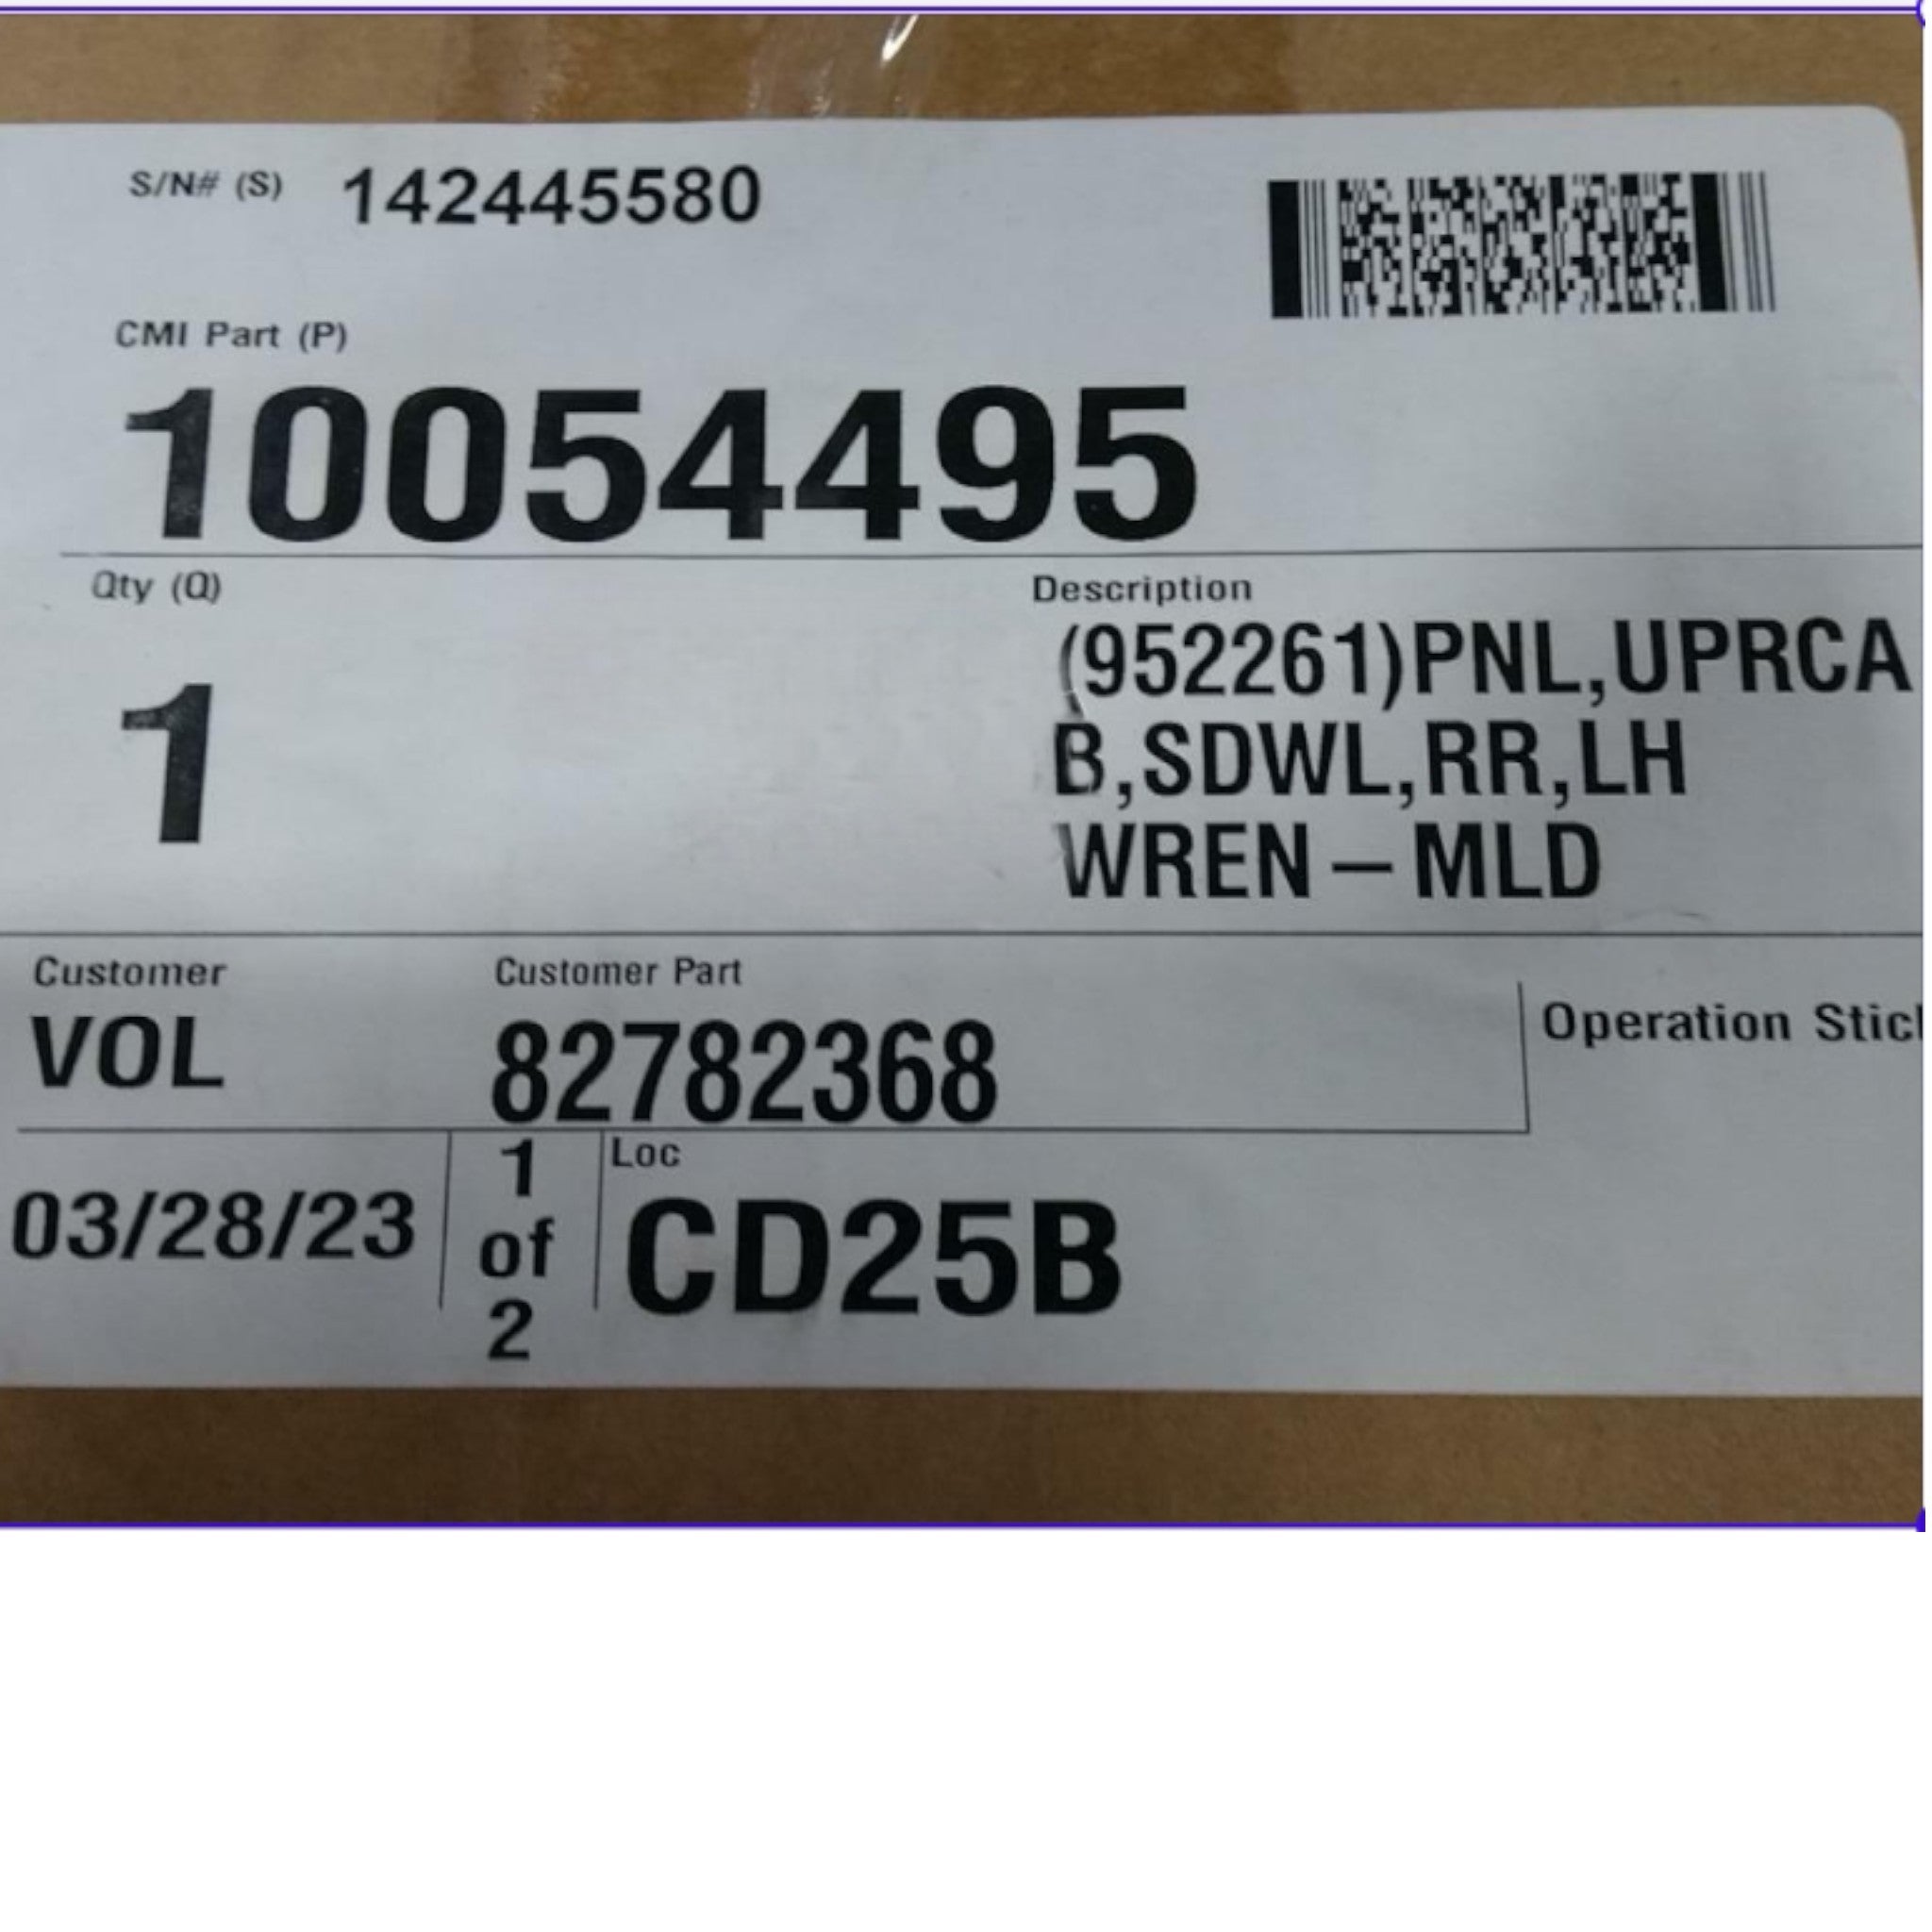 S/N# (S) 142445580
CMI Part (P)
10054495
Qty (Q)
1
Description
(952261)PNL,UPRCA
B,SDWL,RR,LH
WREN – MLD
Customer
VOL
Customer Part
82782368
Operation
03/28/23
1
of
2
Loc
CD25B